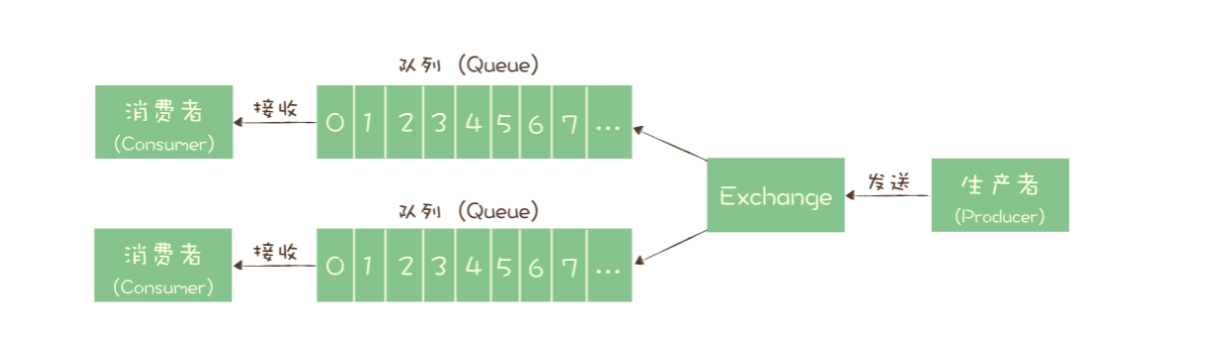 队列 (Queue)
消费者
(Consumer)
接收
0 1 2 3 4 5 6 7 ...
Exchange
发送
生产者
(Producer)
队列 (Queue)
消费者
(Consumer)
接收
0 1 2 3 4 5 6 7 ...